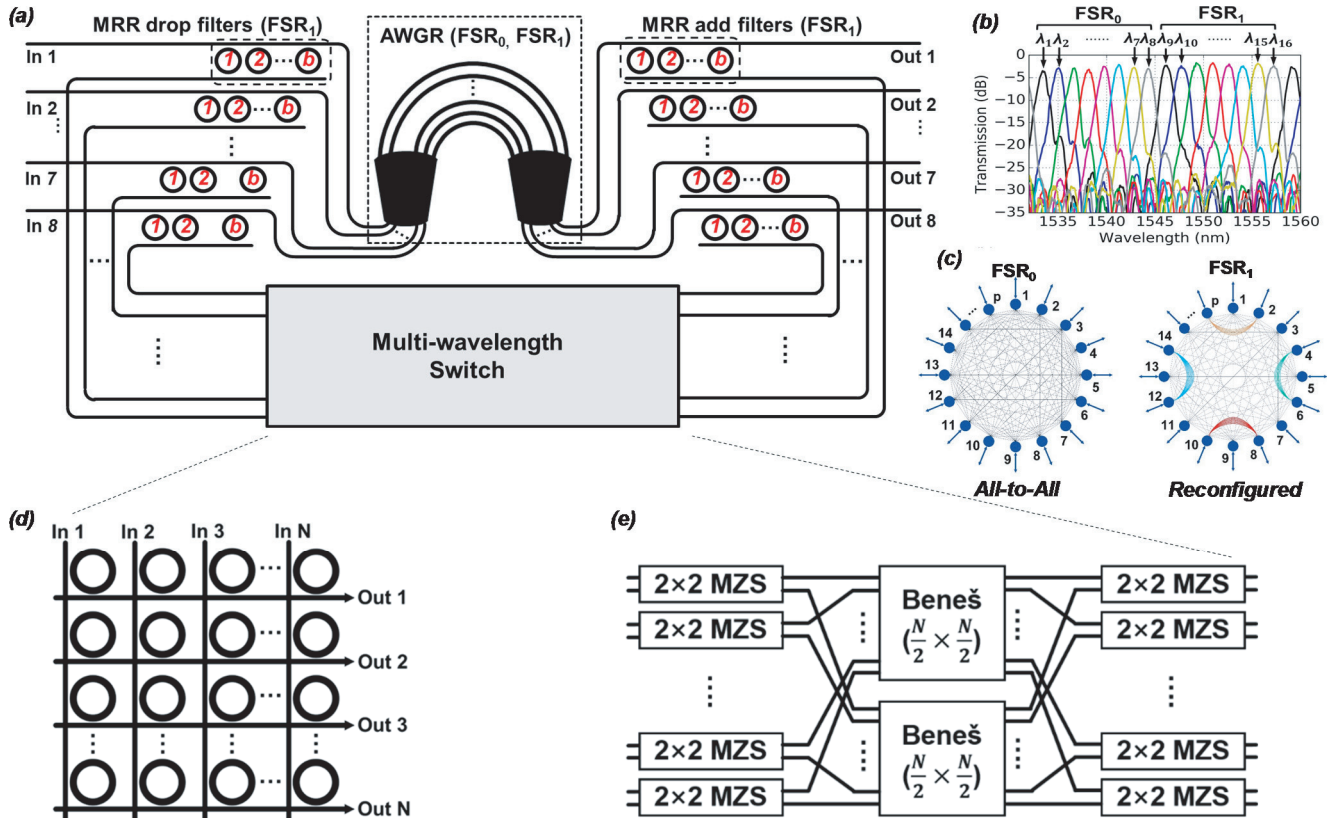 (a)
MRR drop filters (FSR₁)
AWGR (FSR₀, FSR₁)
MRR add filters (FSR₁)
In 1
1 2 ··· b
1 2 ··· b
Out 1
In 2
1 2 ··· b
1 2 ··· b
Out 2
In 7
1 2 b
1 2 ··· b
Out 7
In 8
1 2 b
1 2 ··· b
Out 8
Multi-wavelength
Switch
(b)
FSR₀ FSR₁
λ₁ λ₂ ······ λ₇ λ₈ λ₉ λ₁₀ ······ λ₁₅ λ₁₆
Transmission (dB)
0
−5
−10
−15
−20
−25
−30
−35
1535 1540 1545 1550 1555 1560
Wavelength (nm)
(c)
FSR₀
p 1 2 3 4 5 6 7 8 9 10 11 12 13 14 ···
All-to-All
FSR₁
p 1 2 3 4 5 6 7 8 9 10 11 12 13 14 ···
Reconfigured
(d)
In 1 In 2 In 3 In N
Out 1
Out 2
Out 3
Out N
(e)
2×2 MZS
2×2 MZS
2×2 MZS
2×2 MZS
Beneš
(N/2 × N/2)
Beneš
(N/2 × N/2)
2×2 MZS
2×2 MZS
2×2 MZS
2×2 MZS